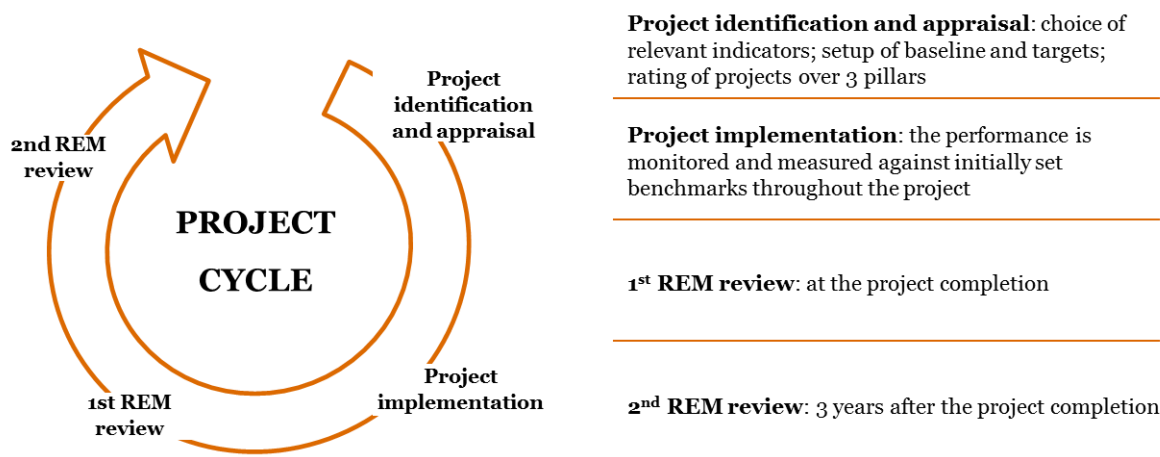 PROJECT
CYCLE
Project
identification
and appraisal
Project
implementation
1st REM
review
2nd REM
review
Project identification and appraisal: choice of
relevant indicators; setup of baseline and targets;
rating of projects over 3 pillars
Project implementation: the performance is
monitored and measured against initially set
benchmarks throughout the project
1st REM review: at the project completion
2nd REM review: 3 years after the project completion